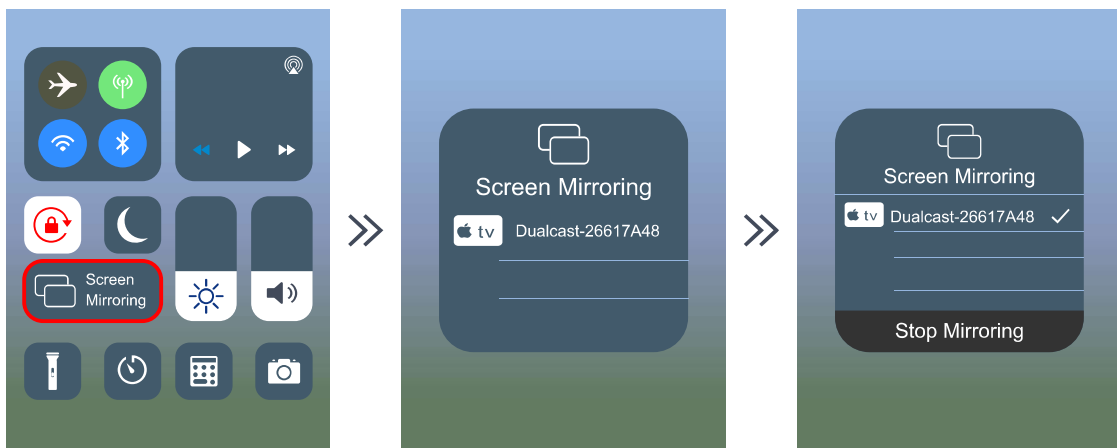 Screen
Mirroring
Screen Mirroring
tv Dualcast-26617A48
Screen Mirroring
tv Dualcast-26617A48
Stop Mirroring